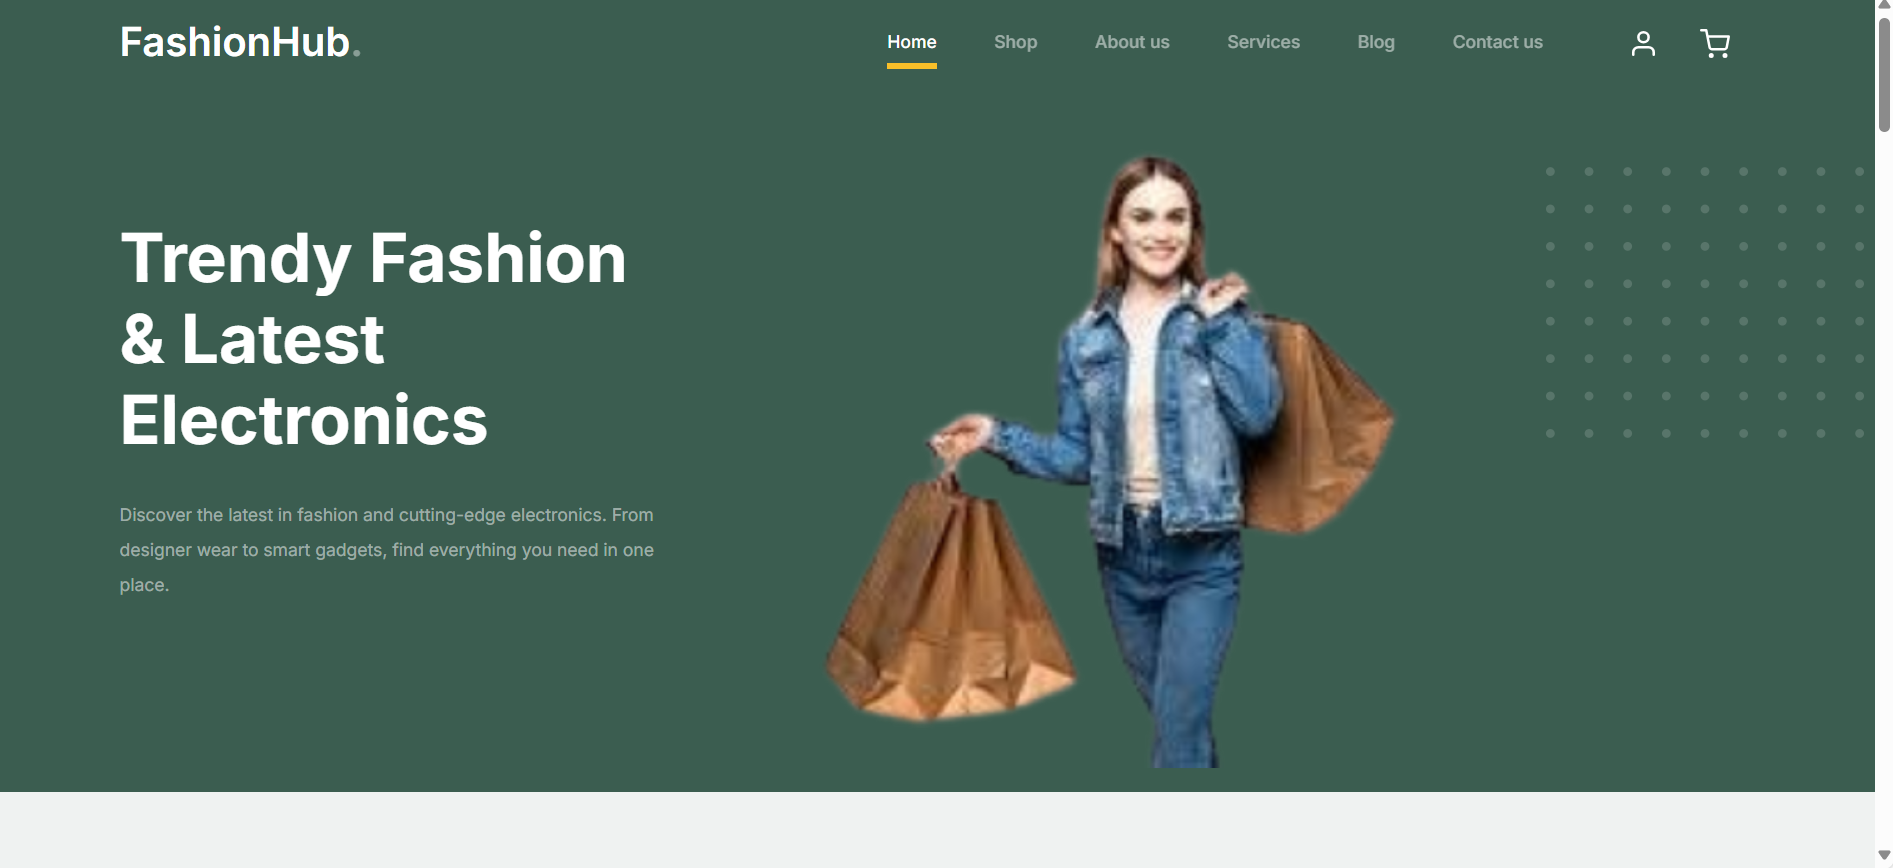 FashionHub.
Home Shop About us Services Blog Contact us
Trendy Fashion
& Latest
Electronics
Discover the latest in fashion and cutting-edge electronics. From
designer wear to smart gadgets, find everything you need in one
place.